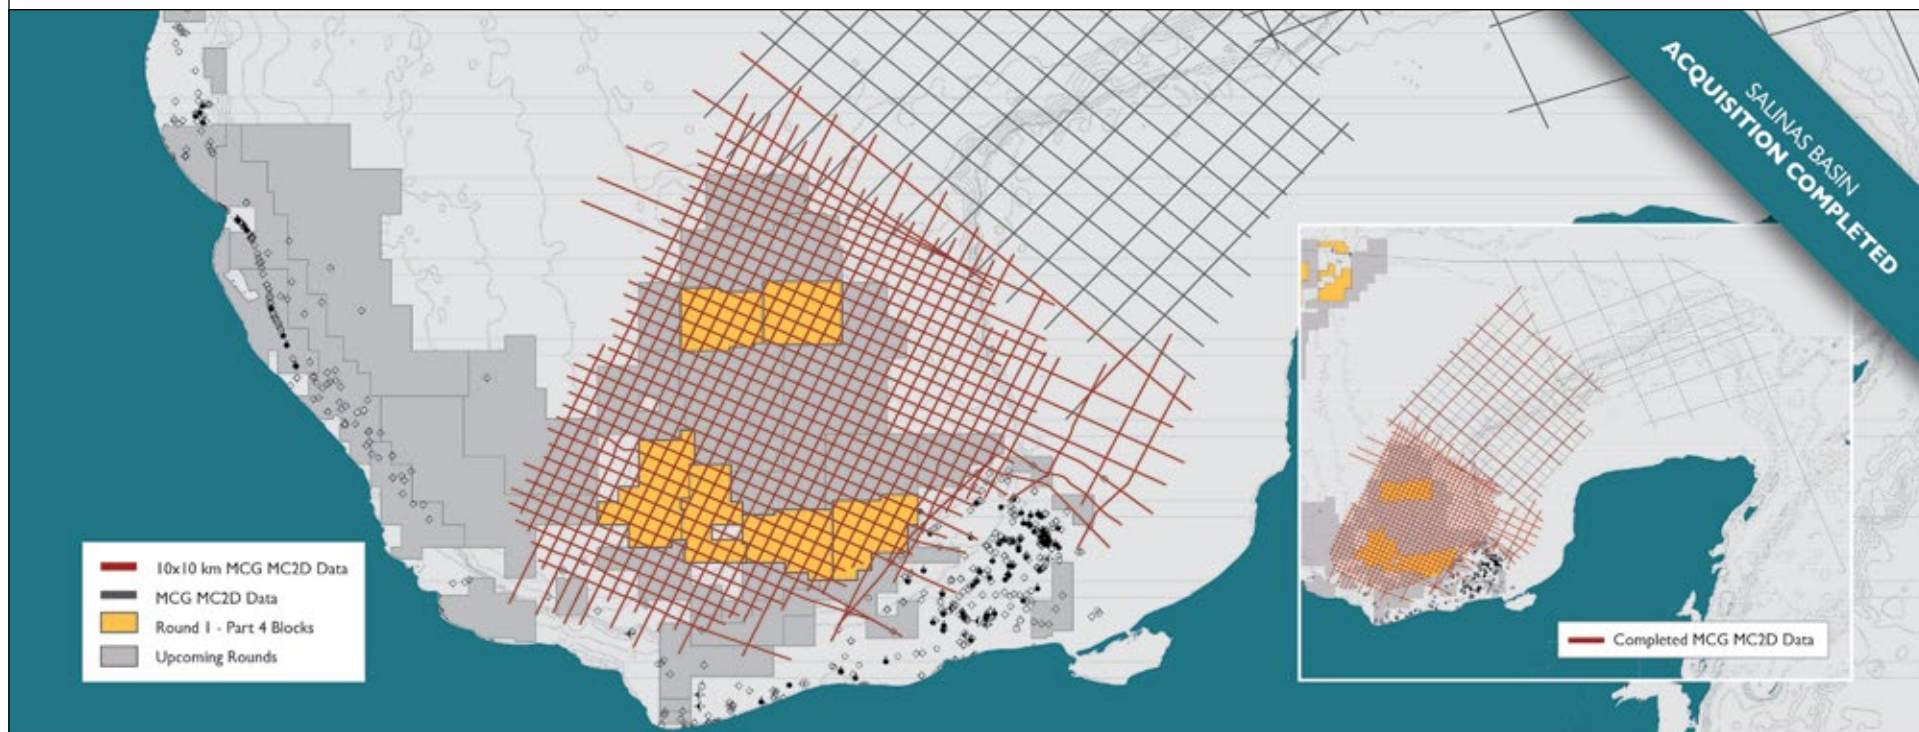 SALINAS BASIN
ACQUISITION COMPLETED
10x10 km MCG MC2D Data
MCG MC2D Data
Round 1 - Part 4 Blocks
Upcoming Rounds
Completed MCG MC2D Data